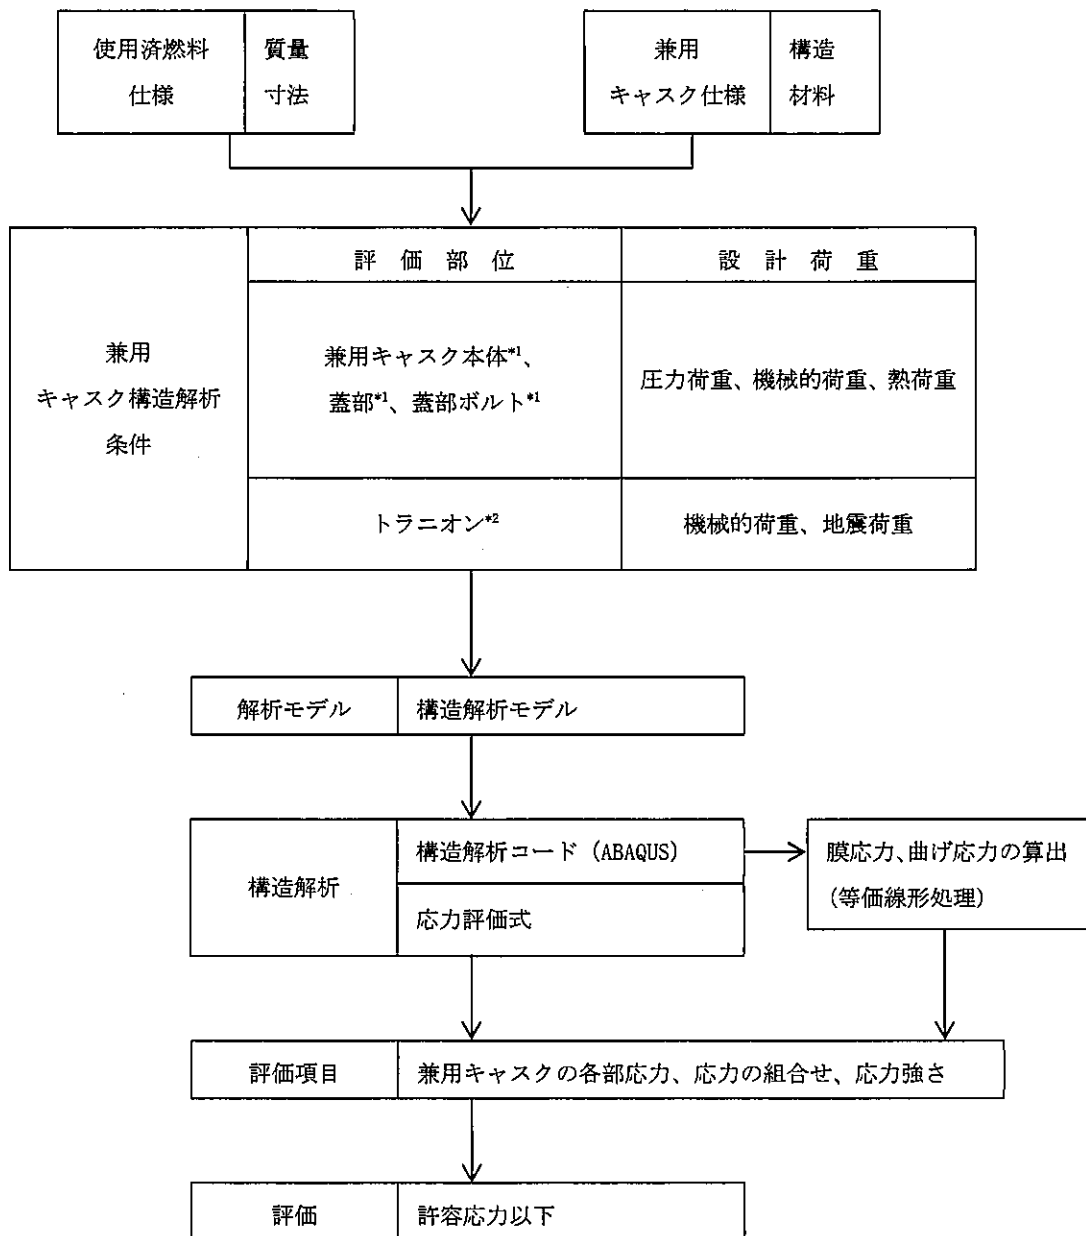 使用済燃料
仕様
質量
寸法
兼用
キャスク仕様
構造
材料
評価部位
設計荷重
兼用
キャスク構造解析
条件
兼用キャスク本体*1、
蓋部*1、蓋部ボルト*1
圧力荷重、機械的荷重、熱荷重
トラニオン*2
機械的荷重、地震荷重
解析モデル
構造解析モデル
構造解析
構造解析コード (ABAQUS)
応力評価式
膜応力、曲げ応力の算出
(等価線形処理)
評価項目
兼用キャスクの各部応力、応力の組合せ、応力強さ
評価
許容応力以下